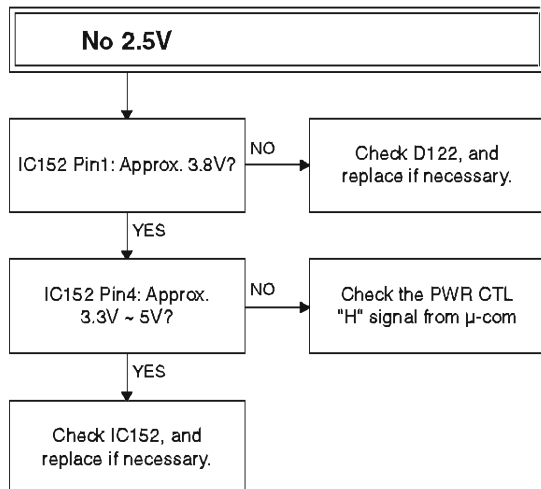 No 2.5V
IC152 Pin1: Approx. 3.8V?
NO
Check D122, and
replace if necessary.
YES
IC152 Pin4: Approx.
3.3V ~ 5V?
NO
Check the PWR CTL
"H" signal from µ-com
YES
Check IC152, and
replace if necessary.